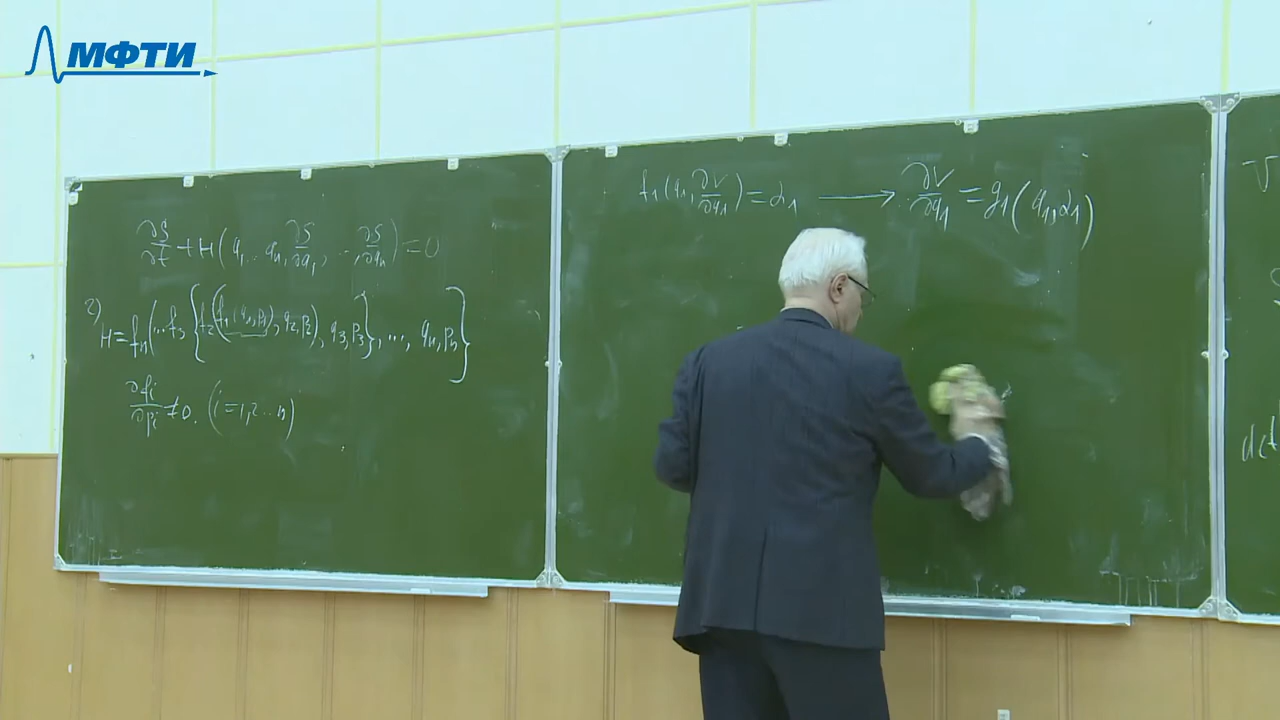 МФТИ
∂S/∂t + H(q₁...qₙ, ∂S/∂q₁, ..., ∂S/∂qₙ) = 0
2) H = fₙ{...f₃{f₂(f₁(q₁,p₁), q₂,p₂), q₃,p₃}, ..., qₙ,pₙ}
∂fᵢ/∂pᵢ ≠ 0. (i = 1,2...n)
f₁(q₁, ∂V/∂q₁) = α₁ ⟶ ∂V/∂q₁ = g₁(q₁,α₁)
V
det